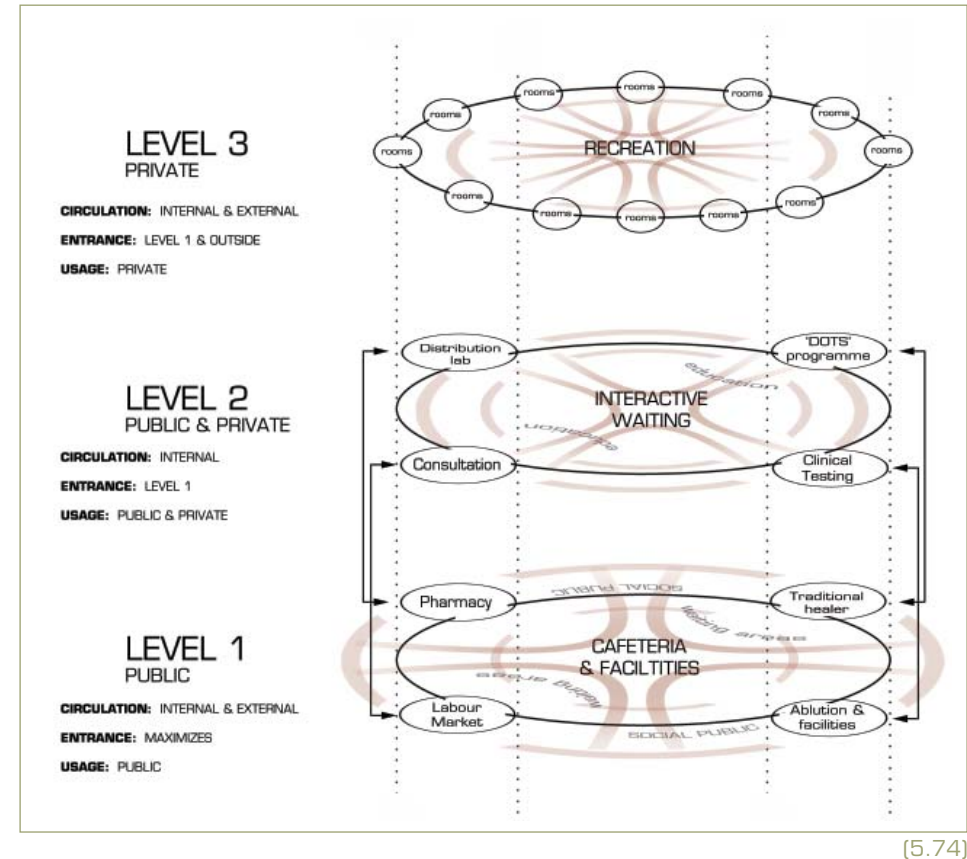 LEVEL 3
PRIVATE
CIRCULATION: INTERNAL & EXTERNAL
ENTRANCE: LEVEL 1 & OUTSIDE
USAGE: PRIVATE
rooms
rooms
rooms
rooms
rooms
rooms
rooms
RECREATION
rooms
rooms
rooms
rooms
rooms
LEVEL 2
PUBLIC & PRIVATE
CIRCULATION: INTERNAL
ENTRANCE: LEVEL 1
USAGE: PUBLIC & PRIVATE
Distribution
lab
'DOTS'
programme
education
INTERACTIVE
WAITING
education
Consultation
Clinical
Testing
LEVEL 1
PUBLIC
CIRCULATION: INTERNAL & EXTERNAL
ENTRANCE: MAXIMIZES
USAGE: PUBLIC
Pharmacy
SOCIAL PUBLIC
Traditional
healer
Waiting areas
CAFETERIA
& FACILTITIES
Waiting areas
Labour
Market
SOCIAL PUBLIC
Ablution &
facilities
(5.74)